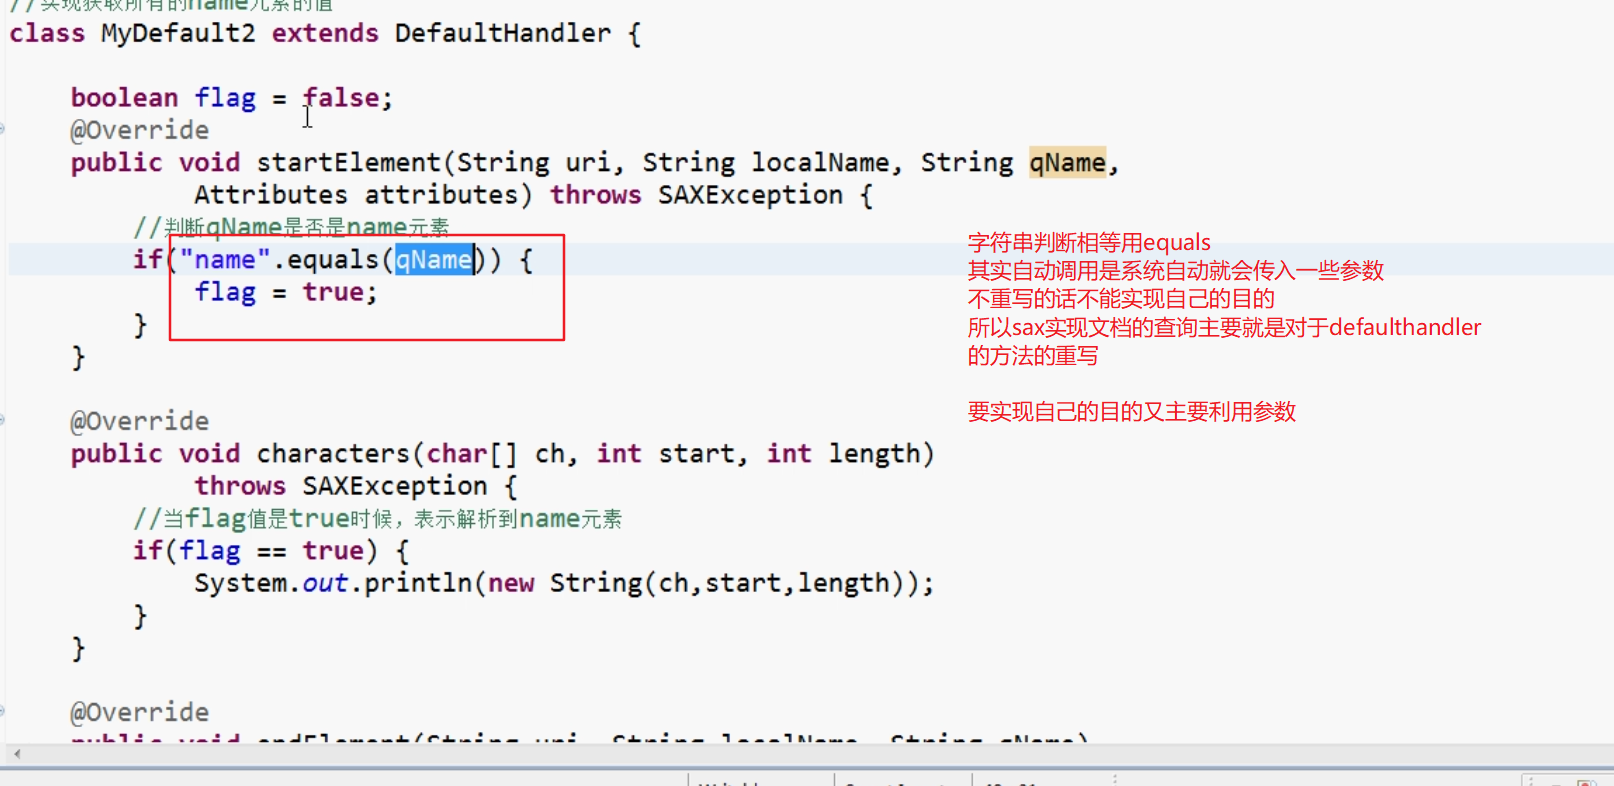 //实现获取所有的name元素的值
class MyDefault2 extends DefaultHandler {
boolean flag = false;
@Override
public void startElement(String uri, String localName, String qName,
Attributes attributes) throws SAXException {
//判断qName是否是name元素
if("name".equals(qName)) {
flag = true;
}
}
字符串判断相等用equals
其实自动调用是系统自动就会传入一些参数
不重写的话不能实现自己的目的
所以sax实现文档的查询主要就是对于defaulthandler
的方法的重写
要实现自己的目的又主要利用参数
@Override
public void characters(char[] ch, int start, int length)
throws SAXException {
//当flag值是true时候，表示解析到name元素
if(flag == true) {
System.out.println(new String(ch,start,length));
}
}
@Override
public void endElement(String uri, String localName, String qName)